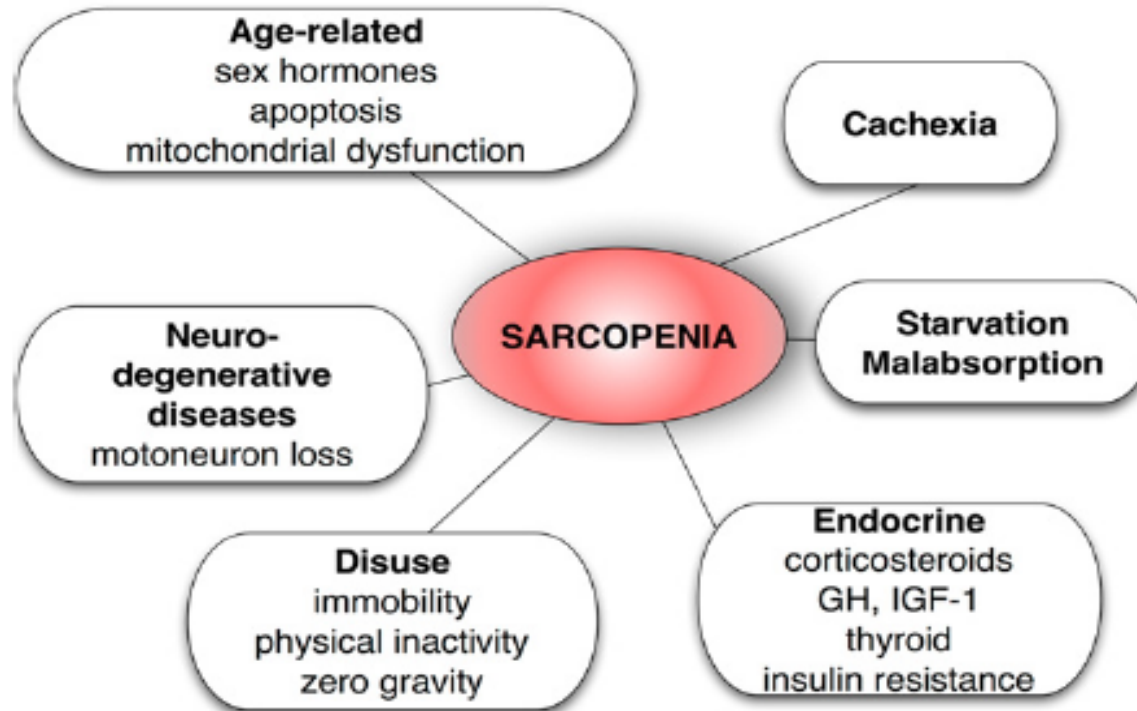 Age-related
sex hormones
apoptosis
mitochondrial dysfunction
Cachexia
SARCOPENIA
Neuro-
degenerative
diseases
motoneuron loss
Starvation
Malabsorption
Disuse
immobility
physical inactivity
zero gravity
Endocrine
corticosteroids
GH, IGF-1
thyroid
insulin resistance